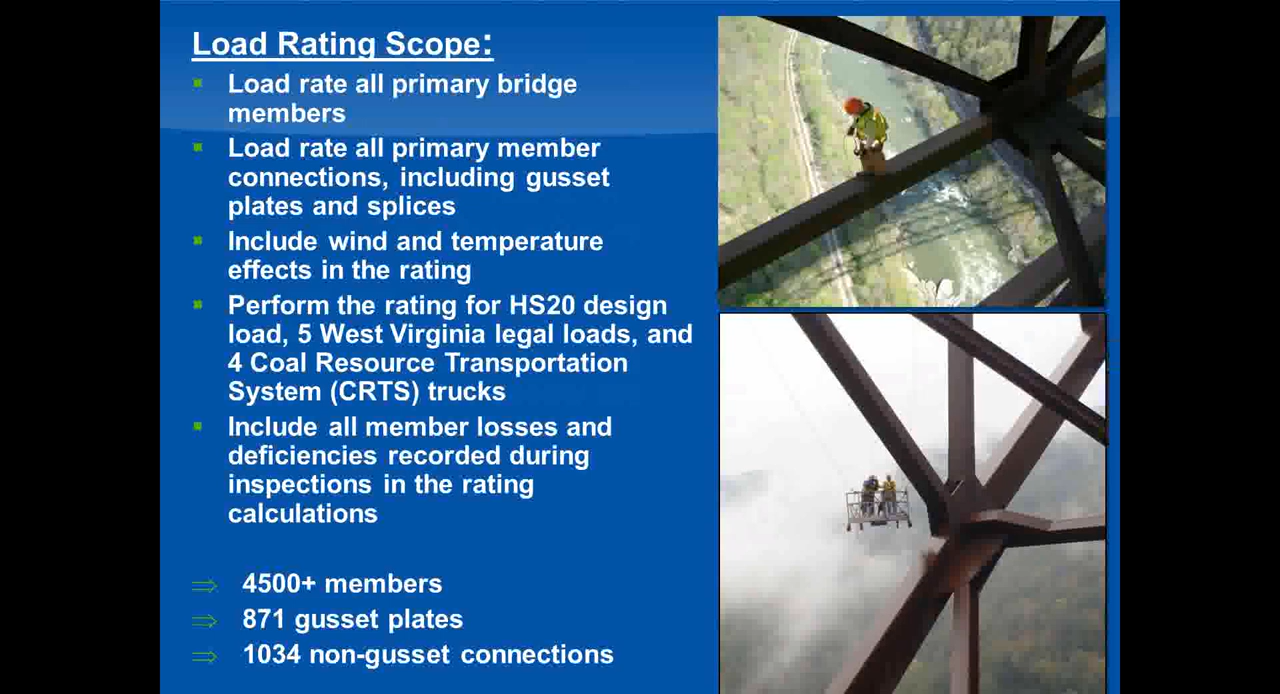 Load Rating Scope:
Load rate all primary bridge
members
Load rate all primary member
connections, including gusset
plates and splices
Include wind and temperature
effects in the rating
Perform the rating for HS20 design
load, 5 West Virginia legal loads, and
4 Coal Resource Transportation
System (CRTS) trucks
Include all member losses and
deficiencies recorded during
inspections in the rating
calculations
⇒ 4500+ members
⇒ 871 gusset plates
⇒ 1034 non-gusset connections